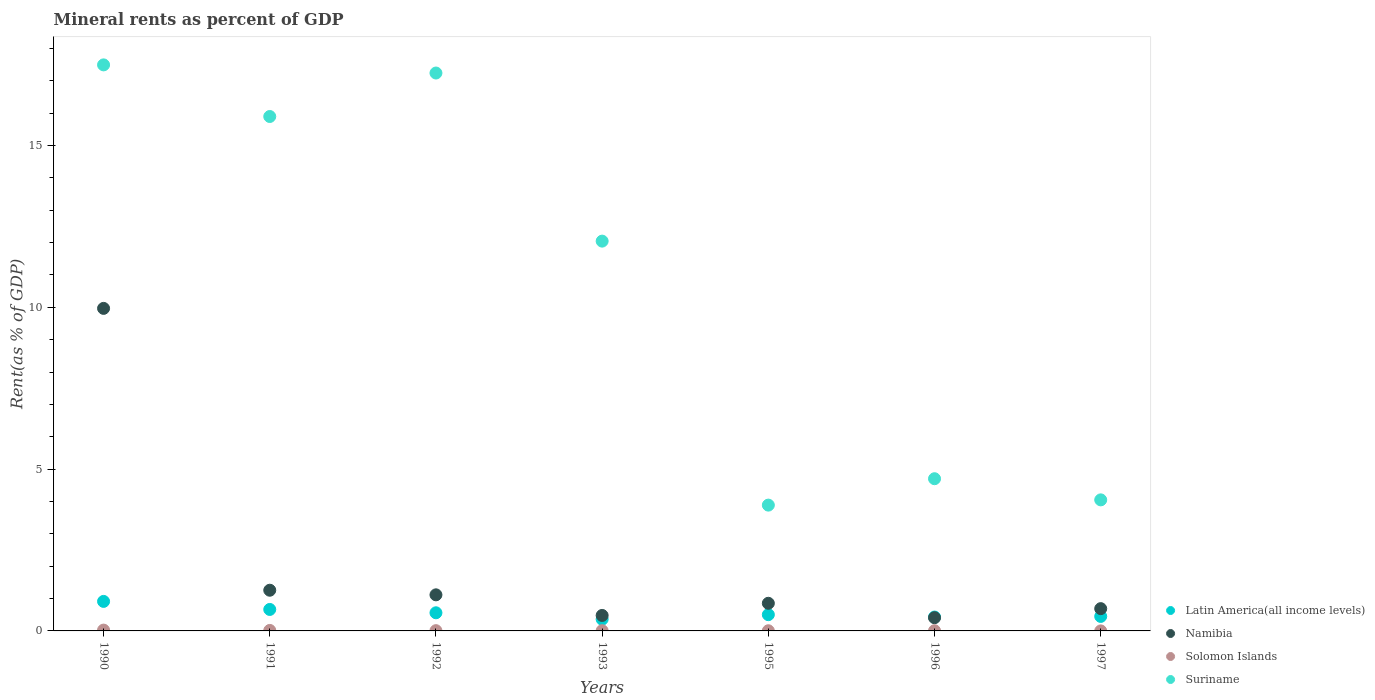 Mineral rents as percent of GDP
Rent(as % of GDP)
15
10
5
0
1990
1991
1992
1993
1995
1996
1997
Years
Latin America(all income levels)
Namibia
Solomon Islands
Suriname